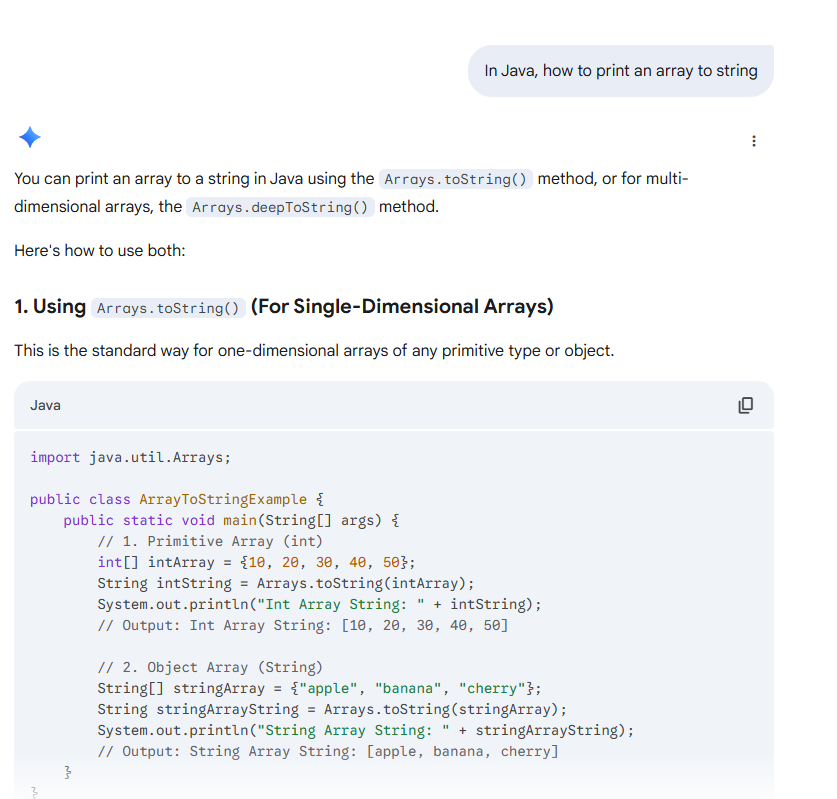 In Java, how to print an array to string
You can print an array to a string in Java using the Arrays.toString() method, or for multi-
dimensional arrays, the Arrays.deepToString() method.
Here's how to use both:
1. Using Arrays.toString() (For Single-Dimensional Arrays)
This is the standard way for one-dimensional arrays of any primitive type or object.
Java
import java.util.Arrays;

public class ArrayToStringExample {
    public static void main(String[] args) {
        // 1. Primitive Array (int)
        int[] intArray = {10, 20, 30, 40, 50};
        String intString = Arrays.toString(intArray);
        System.out.println("Int Array String: " + intString);
        // Output: Int Array String: [10, 20, 30, 40, 50]

        // 2. Object Array (String)
        String[] stringArray = {"apple", "banana", "cherry"};
        String stringArrayString = Arrays.toString(stringArray);
        System.out.println("String Array String: " + stringArrayString);
        // Output: String Array String: [apple, banana, cherry]
    }
}